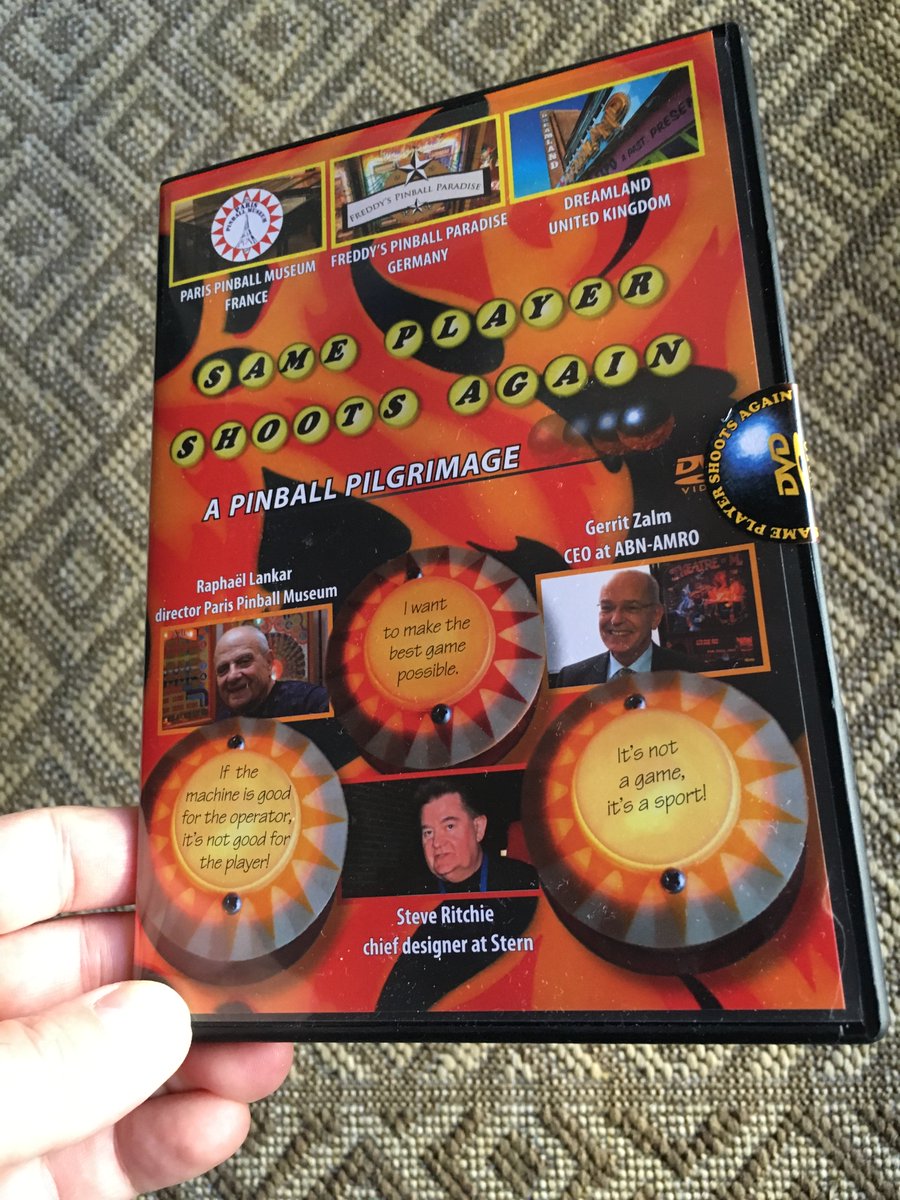 PARIS
PINBALL MUSEUM
FREDDY'S PINBALL PARADISE
DREAMLAND
PARIS PINBALL MUSEUM
FRANCE
FREDDY'S PINBALL PARADISE
GERMANY
DREAMLAND
UNITED KINGDOM
SAME PLAYER
SHOOTS AGAIN
A PINBALL PILGRIMAGE
SAME PLAYER SHOOTS AGAIN
DVD
Raphaël Lankar
director Paris Pinball Museum
Gerrit Zalm
CEO at ABN-AMRO
I want
to make the
best game
possible.
If the
machine is good
for the operator,
it's not good for
the player!
It's not
a game,
it's a sport!
Steve Ritchie
chief designer at Stern